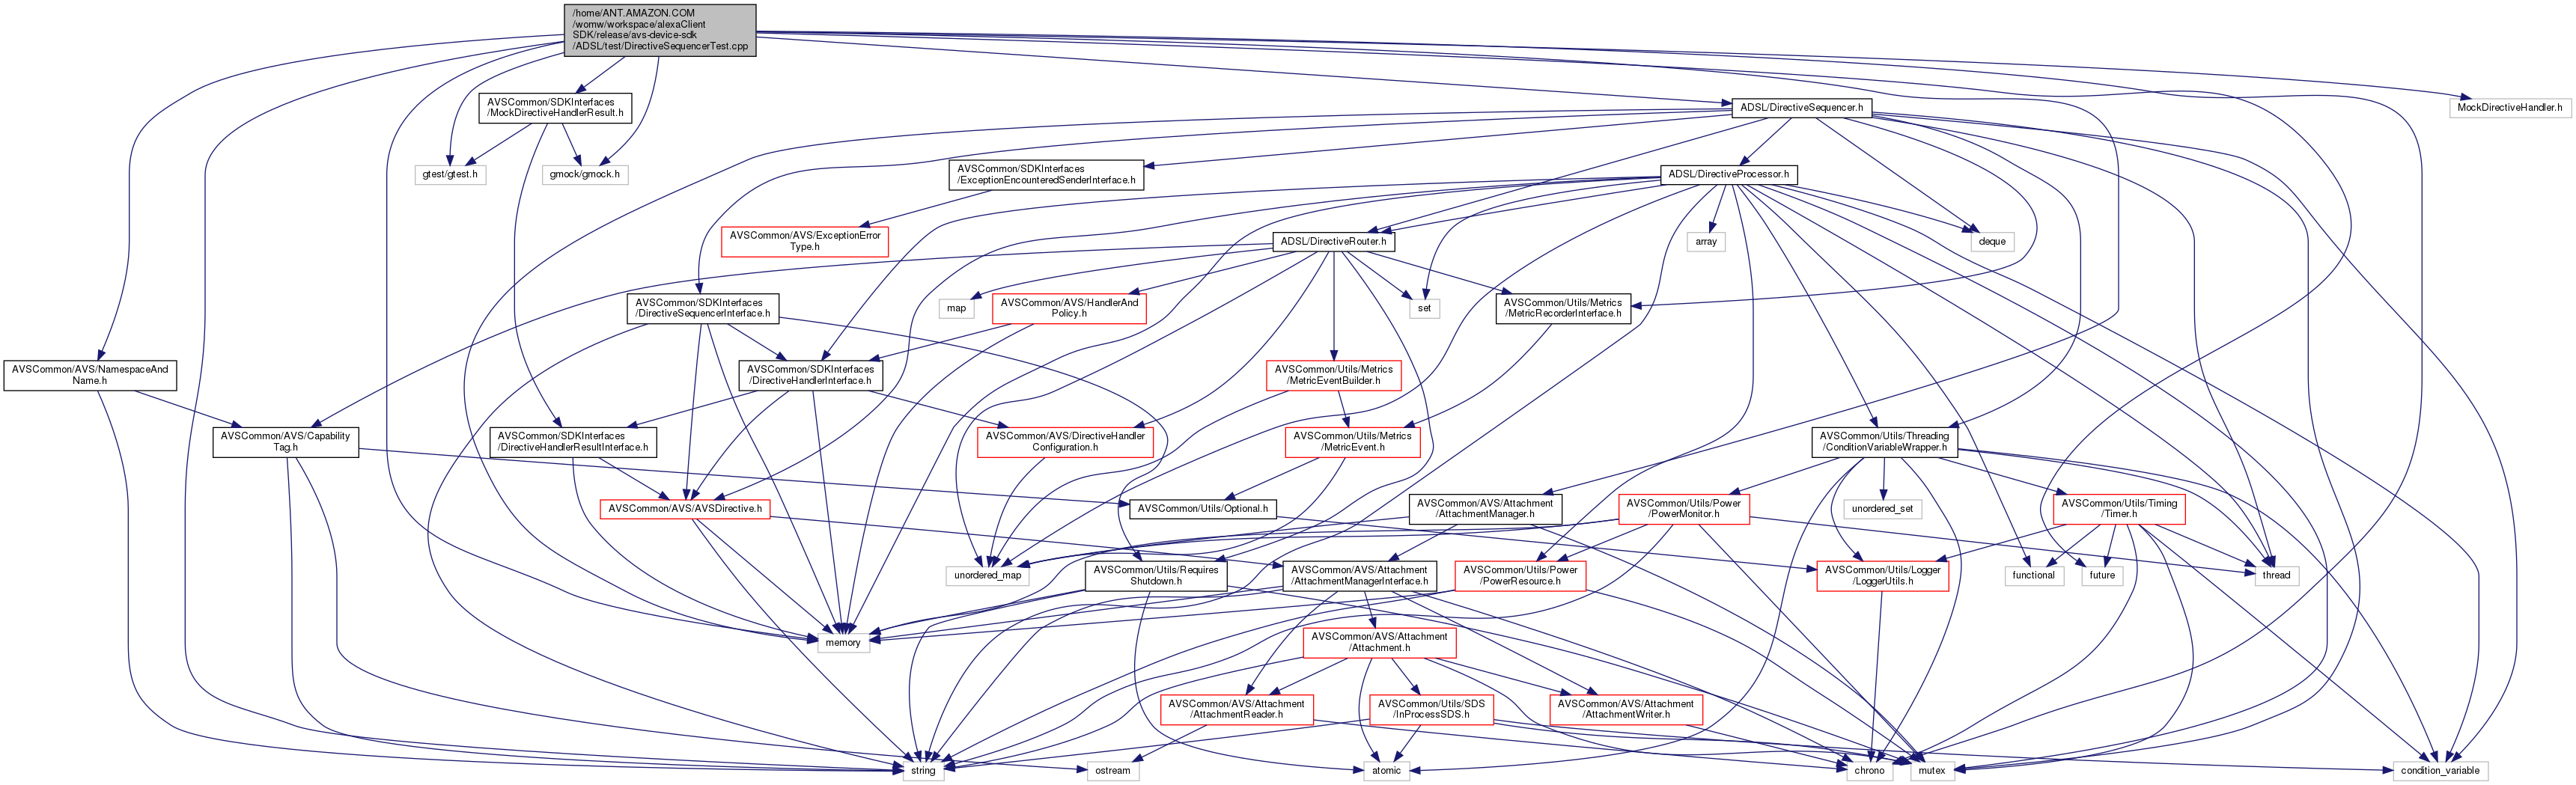 /home/ANT.AMAZON.COM
/wornw/workspace/alexaClient
SDK/release/avs-device-sdk
/ADSL/test/DirectiveSequencerTest.cpp
AVSCommon/SDKInterfaces
/MockDirectiveHandlerResult.h
ADSL/DirectiveSequencer.h
MockDirectiveHandler.h
gtest/gtest.h
gmock/gmock.h
AVSCommon/SDKInterfaces
/ExceptionEncounteredSenderInterface.h
ADSL/DirectiveProcessor.h
AVSCommon/AVS/ExceptionError
Type.h
ADSL/DirectiveRouter.h
array
deque
AVSCommon/SDKInterfaces
/DirectiveSequencerInterface.h
map
AVSCommon/AVS/HandlerAnd
Policy.h
set
AVSCommon/Utils/Metrics
/MetricRecorderInterface.h
AVSCommon/AVS/NamespaceAnd
Name.h
AVSCommon/SDKInterfaces
/DirectiveHandlerInterface.h
AVSCommon/Utils/Metrics
/MetricEventBuilder.h
AVSCommon/AVS/Capability
Tag.h
AVSCommon/SDKInterfaces
/DirectiveHandlerResultInterface.h
AVSCommon/AVS/DirectiveHandler
Configuration.h
AVSCommon/Utils/Metrics
/MetricEvent.h
AVSCommon/Utils/Threading
/ConditionVariableWrapper.h
AVSCommon/AVS/AVSDirective.h
AVSCommon/Utils/Optional.h
AVSCommon/AVS/Attachment
/AttachmentManager.h
AVSCommon/Utils/Power
/PowerMonitor.h
unordered_set
AVSCommon/Utils/Timing
/Timer.h
unordered_map
AVSCommon/Utils/Requires
Shutdown.h
AVSCommon/AVS/Attachment
/AttachmentManagerInterface.h
AVSCommon/Utils/Power
/PowerResource.h
AVSCommon/Utils/Logger
/LoggerUtils.h
functional
future
thread
memory
AVSCommon/AVS/Attachment
/Attachment.h
AVSCommon/AVS/Attachment
/AttachmentReader.h
AVSCommon/Utils/SDS
/InProcessSDS.h
AVSCommon/AVS/Attachment
/AttachmentWriter.h
string
ostream
atomic
chrono
mutex
condition_variable